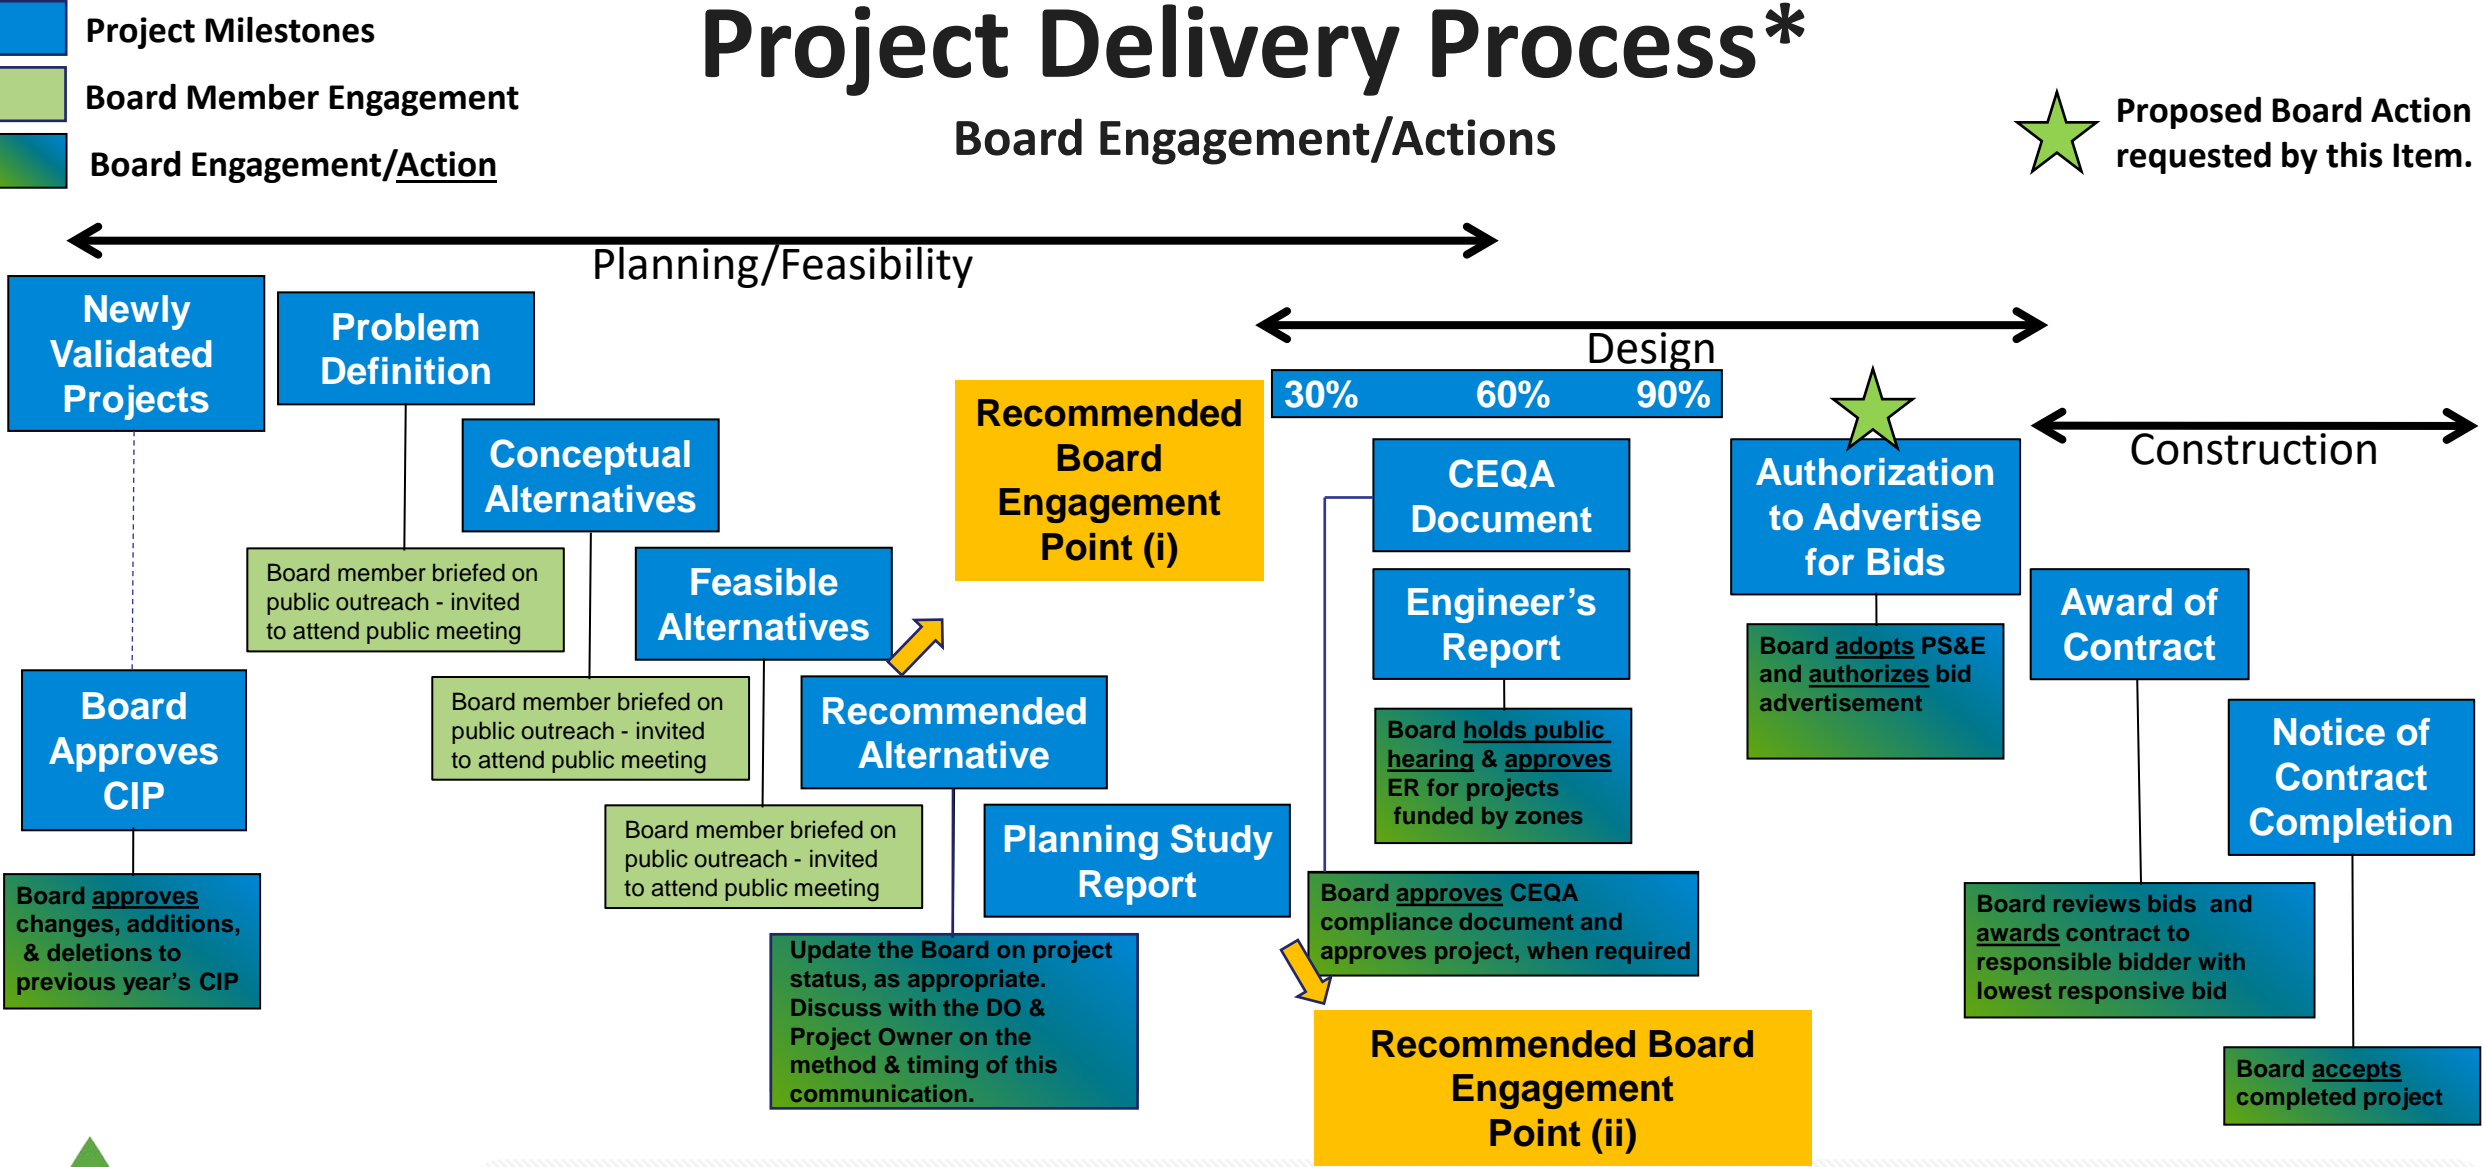 Project Milestones
Board Member Engagement
Board Engagement/Action
Project Delivery Process*
Board Engagement/Actions
Proposed Board Action
requested by this Item.
Planning/Feasibility
Design
Construction
Newly
Validated
Projects
Board
Approves
CIP
Board approves
changes, additions,
& deletions to
previous year's CIP
Problem
Definition
Board member briefed on
public outreach - invited
to attend public meeting
Conceptual
Alternatives
Board member briefed on
public outreach - invited
to attend public meeting
Feasible
Alternatives
Board member briefed on
public outreach - invited
to attend public meeting
Recommended
Board
Engagement
Point (i)
Recommended
Alternative
Update the Board on project
status, as appropriate.
Discuss with the DO &
Project Owner on the
method & timing of this
communication.
Planning Study
Report
30% 60% 90%
CEQA
Document
Engineer’s
Report
Board holds public
hearing & approves
ER for projects
funded by zones
Board approves CEQA
compliance document and
approves project, when required
Recommended Board
Engagement
Point (ii)
Authorization
to Advertise
for Bids
Board adopts PS&E
and authorizes bid
advertisement
Award of
Contract
Board reviews bids and
awards contract to
responsible bidder with
lowest responsive bid
Notice of
Contract
Completion
Board accepts
completed project